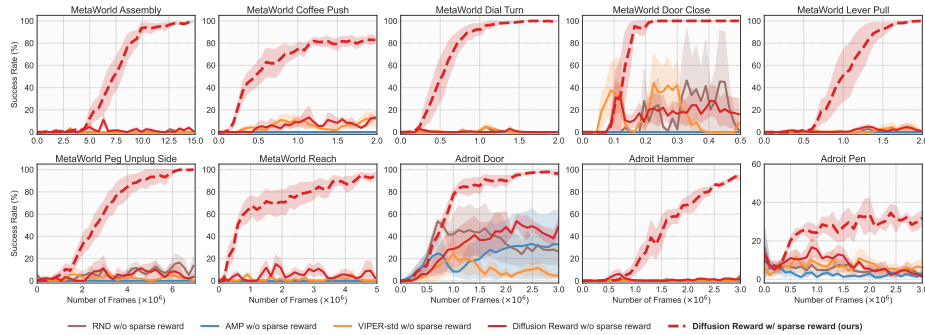 MetaWorld Assembly
MetaWorld Coffee Push
MetaWorld Dial Turn
MetaWorld Door Close
MetaWorld Lever Pull
Success Rate (%)
100
80
60
40
20
0
0.0 2.5 5.0 7.5 10.0 12.5 15.0
0.0 0.5 1.0 1.5 2.0
0.0 0.5 1.0 1.5 2.0
0.0 0.1 0.2 0.3 0.4 0.5
0.0 0.5 1.0 1.5 2.0
MetaWorld Peg Unplug Side
MetaWorld Reach
Adroit Door
Adroit Hammer
Adroit Pen
Success Rate (%)
100
80
60
40
20
0
60
40
20
0
0 2 4 6
0 1 2 3 4 5
0.0 0.5 1.0 1.5 2.0 2.5 3.0
0.0 1.0 1.5 2.0 2.5 3.0
0.0 0.5 1.0 1.5 2.0 2.5 3.0
Number of Frames (×10⁶)
Number of Frames (×10⁶)
Number of Frames (×10⁶)
Number of Frames (×10⁶)
Number of Frames (×10⁶)
RND w/o sparse reward
AMP w/o sparse reward
VIPER-std w/o sparse reward
Diffusion Reward w/o sparse reward
Diffusion Reward w/ sparse reward (ours)